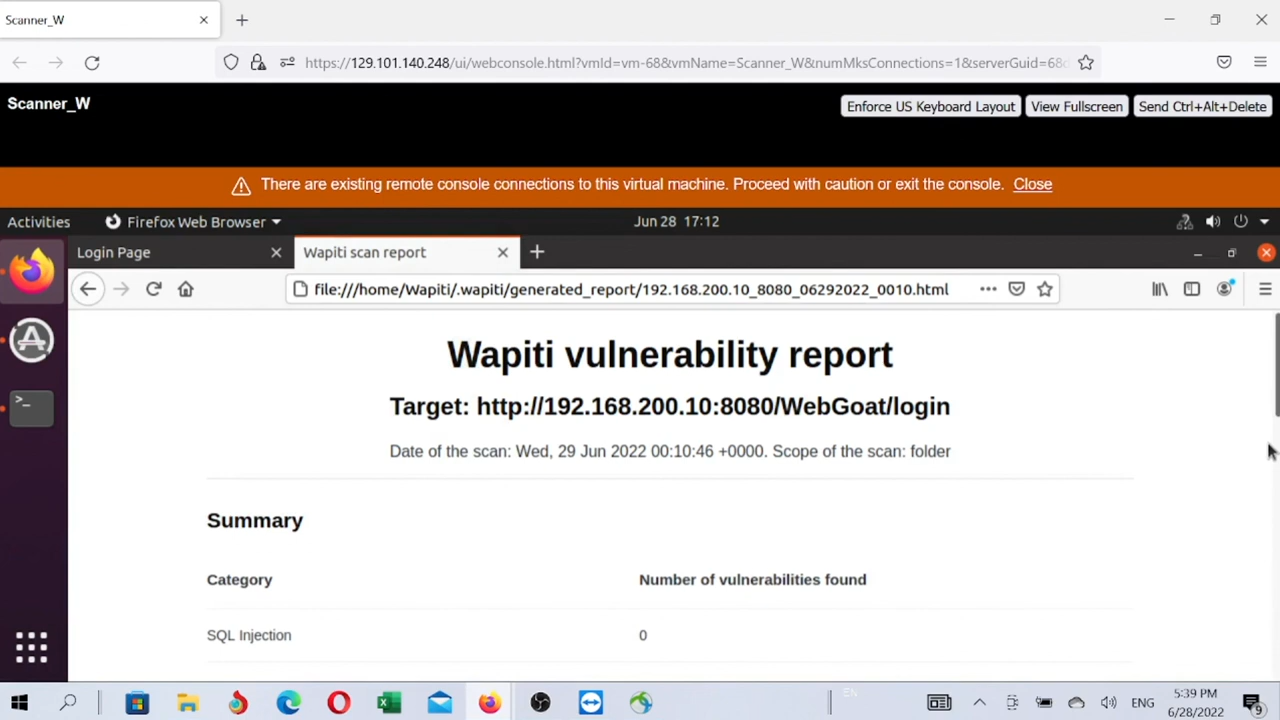 Scanner_W
https://129.101.140.248/ui/webconsole.html?vmId=vm-68&vmName=Scanner_W&numMksConnections=1&serverGuid=68d
Scanner_W
Enforce US Keyboard Layout
View Fullscreen
Send Ctrl+Alt+Delete
There are existing remote console connections to this virtual machine. Proceed with caution or exit the console. Close
Activities
Firefox Web Browser
Jun 28 17:12
Login Page
Wapiti scan report
file:///home/Wapiti/.wapiti/generated_report/192.168.200.10_8080_06292022_0010.html
Wapiti vulnerability report
Target: http://192.168.200.10:8080/WebGoat/login
Date of the scan: Wed, 29 Jun 2022 00:10:46 +0000. Scope of the scan: folder
Summary
Category
Number of vulnerabilities found
SQL Injection
0
EN
ENG
5:39 PM
6/28/2022
9